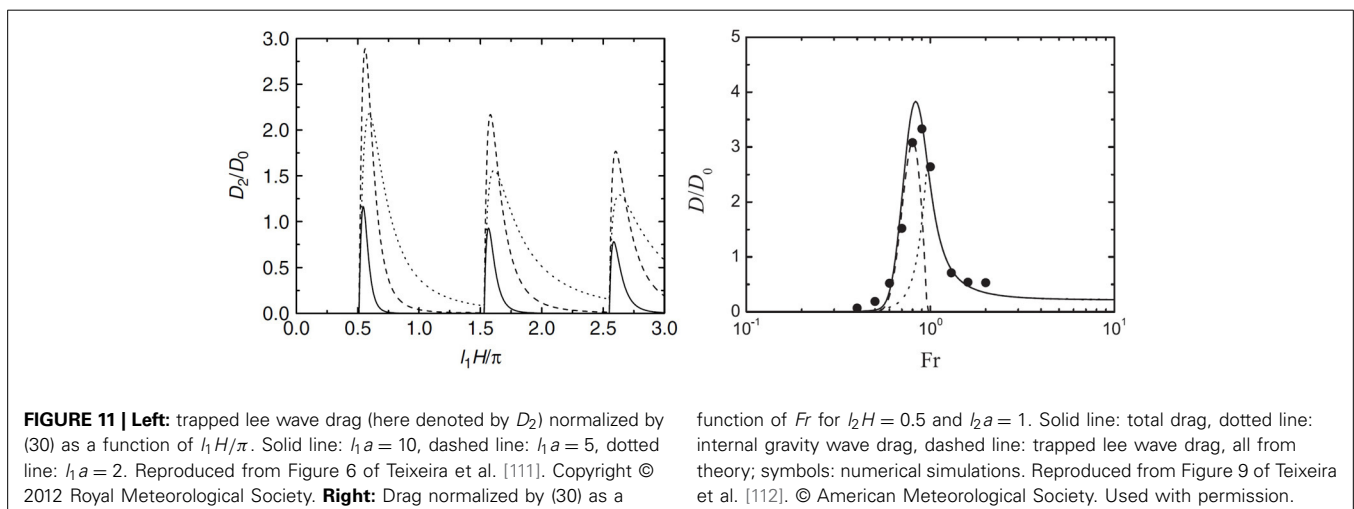 3.0
2.5
2.0
1.5
1.0
0.5
0.0
D₂/D₀
0.0 0.5 1.0 1.5 2.0 2.5 3.0
l₁H/π
5
4
3
2
1
0
D/D₀
10⁻¹ 10⁰ 10¹
Fr
FIGURE 11 | Left: trapped lee wave drag (here denoted by D₂) normalized by
(30) as a function of l₁H/π. Solid line: l₁a = 10, dashed line: l₁a = 5, dotted
line: l₁a = 2. Reproduced from Figure 6 of Teixeira et al. [111]. Copyright ©
2012 Royal Meteorological Society. Right: Drag normalized by (30) as a
function of Fr for l₂H = 0.5 and l₂a = 1. Solid line: total drag, dotted line:
internal gravity wave drag, dashed line: trapped lee wave drag, all from
theory; symbols: numerical simulations. Reproduced from Figure 9 of Teixeira
et al. [112]. © American Meteorological Society. Used with permission.